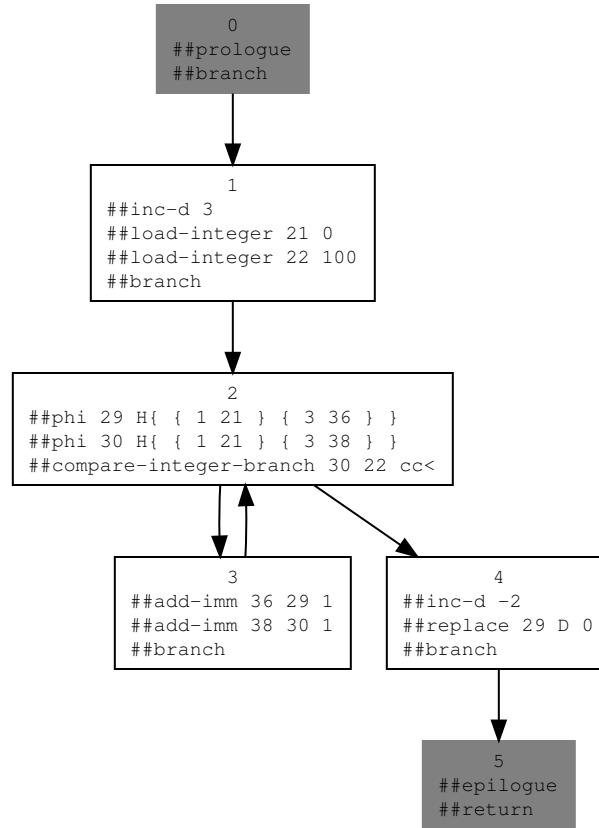 0
##prologue
##branch
1
##inc-d 3
##load-integer 21 0
##load-integer 22 100
##branch
2
##phi 29 H{ { 1 21 } { 3 36 } }
##phi 30 H{ { 1 21 } { 3 38 } }
##compare-integer-branch 30 22 cc<
3
##add-imm 36 29 1
##add-imm 38 30 1
##branch
4
##inc-d -2
##replace 29 D 0
##branch
5
##epilogue
##return